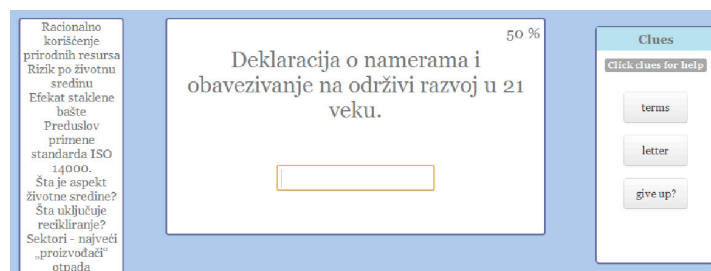 Racionalno
korišćenje
prirodnih resursa
Rizik po životnu
sredinu
Efekat staklene
bašte
Preduslov
primene
standarda ISO
14000.
Šta je aspekt
životne sredine?
Šta uključuje
recikliranje?
Sektori - najveći
„proizvođači“
otpada
50 %
Deklaracija o namerama i
obavezivanje na održivi razvoj u 21
veku.
Clues
Click clues for help
terms
letter
give up?